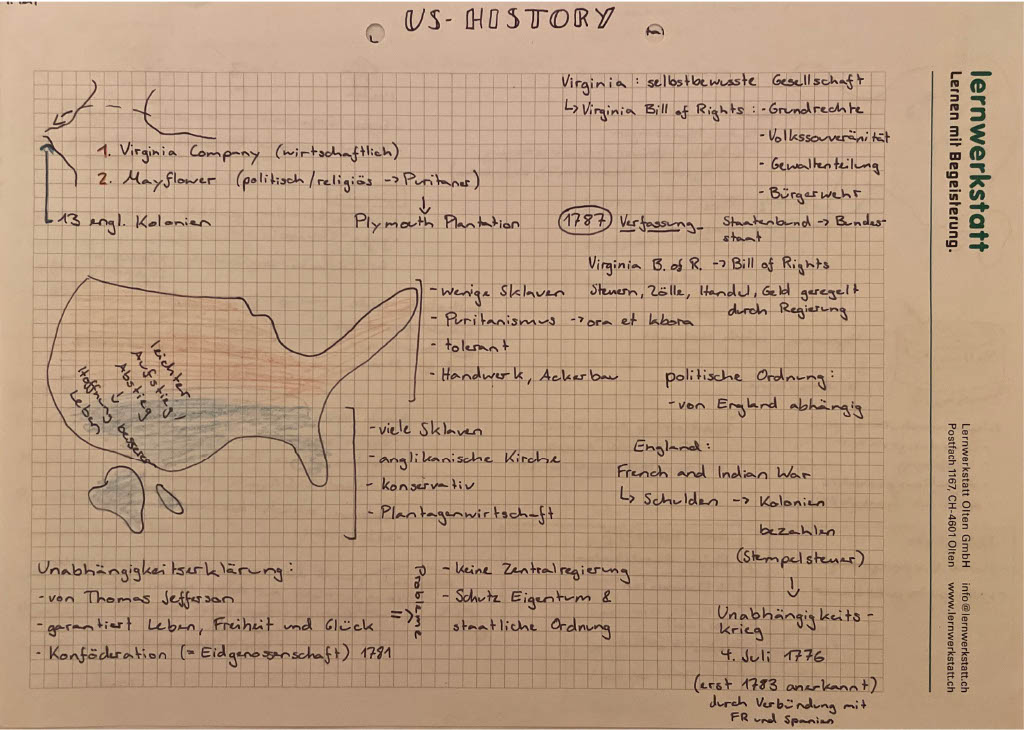 US-HISTORY
1. Virginia Company (wirtschaftlich)
2. Mayflower (politisch/religiös -> Puritaner)
↓
Plymouth Plantation
13 engl. Kolonien
Virginia : selbstbewusste Gesellschaft
↳ Virginia Bill of Rights : - Grundrechte
- Volkssouveränität
- Gewaltenteilung
- Bürgerwehr
1787 Verfassung Staatenbund -> Bundes-
staat
Virginia B. of R. -> Bill of Rights
Steuern, Zölle, Handel, Geld geregelt
durch Regierung
- wenige Sklaven
- Puritanismus -> ora et labora
- tolerant
- Handwerk, Ackerbau
leichter
Aufstieg/
Abstieg
↓
Hoffnung besseres
Leben
- viele Sklaven
- anglikanische Kirche
- konservativ
- Plantagenwirtschaft
politische Ordnung:
- von England abhängig
England:
French and Indian War
↳ Schulden -> Kolonien
bezahlen
(Stempelsteuer)
↓
Unabhängigkeits-
krieg
4. Juli 1776
(erst 1783 anerkannt)
durch Verbündung mit
FR und Spanien
Unabhängigkeitserklärung:
- von Thomas Jefferson
- garantiert Leben, Freiheit und Glück
- Konföderation (= Eidgenossenschaft) 1781
=> Probleme
- keine Zentralregierung
- Schutz Eigentum &
staatliche Ordnung
lernwerkstatt
Lernen mit Begeisterung.
Lernwerkstatt Olten GmbH info@lernwerkstatt.ch
Postfach 1167, CH-4601 Olten www.lernwerkstatt.ch